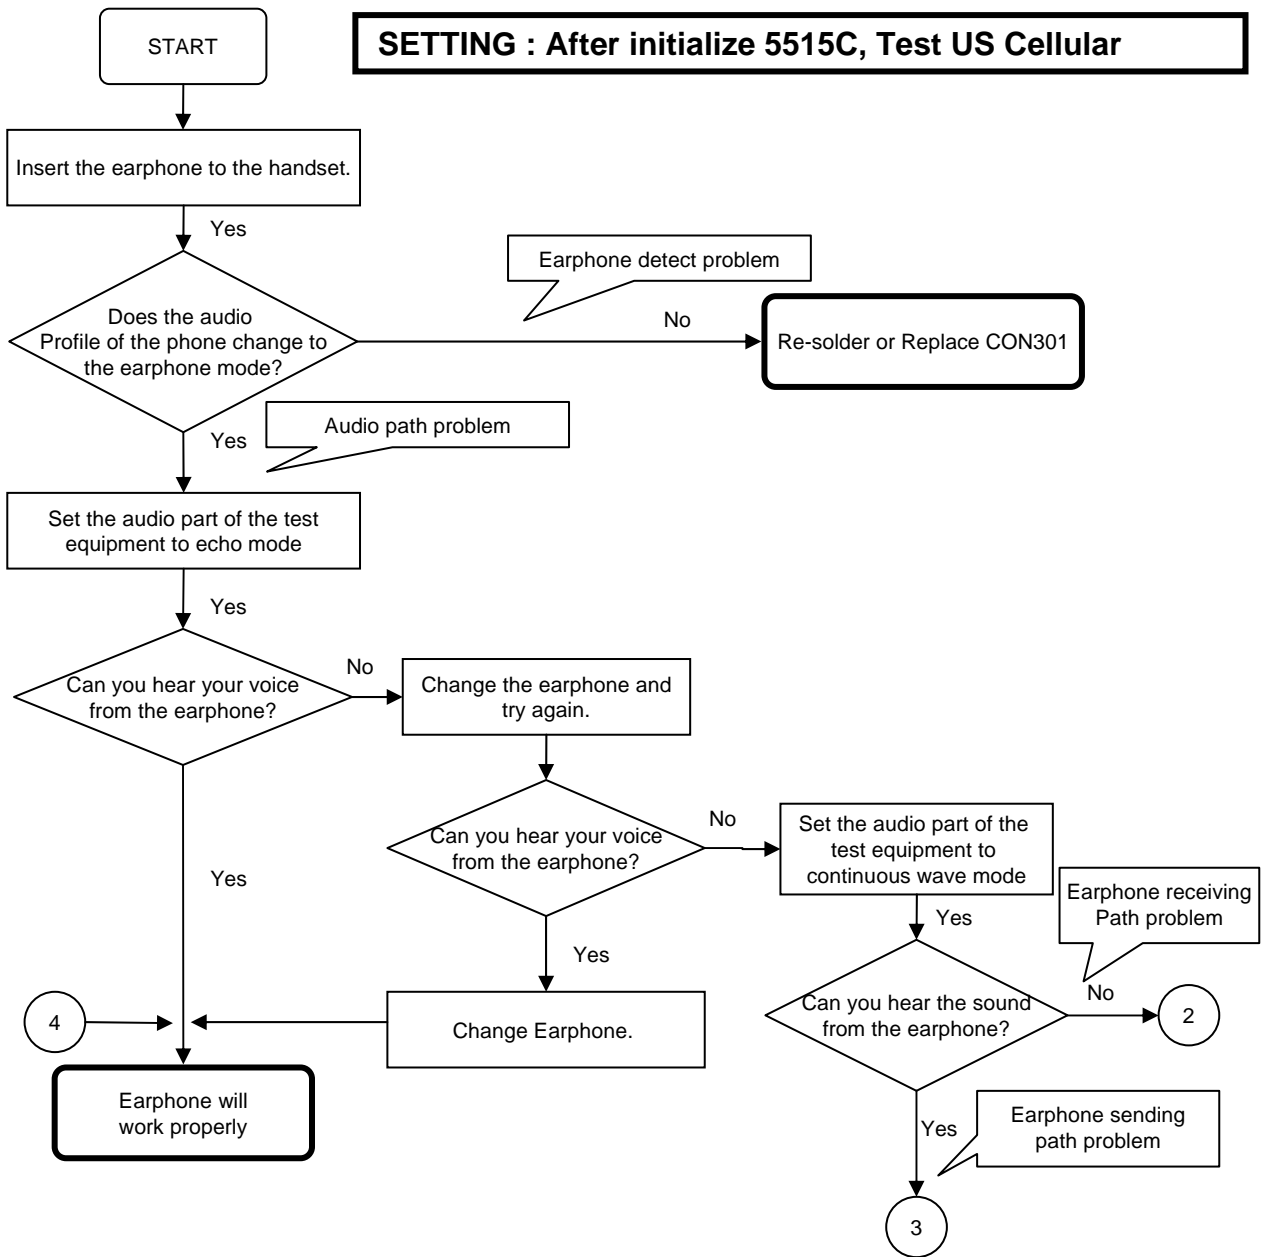 START
SETTING : After initialize 5515C, Test US Cellular
Insert the earphone to the handset.
Yes
Earphone detect problem
Does the audio
Profile of the phone change to
the earphone mode?
No
Re-solder or Replace CON301
Yes
Audio path problem
Set the audio part of the test
equipment to echo mode
Yes
Can you hear your voice
from the earphone?
No
Change the earphone and
try again.
Can you hear your voice
from the earphone?
No
Set the audio part of the
test equipment to
continuous wave mode
Yes
Yes
Earphone receiving
Path problem
Yes
Can you hear the sound
from the earphone?
No
2
4
Change Earphone.
Earphone will
work properly
Yes
Earphone sending
path problem
3